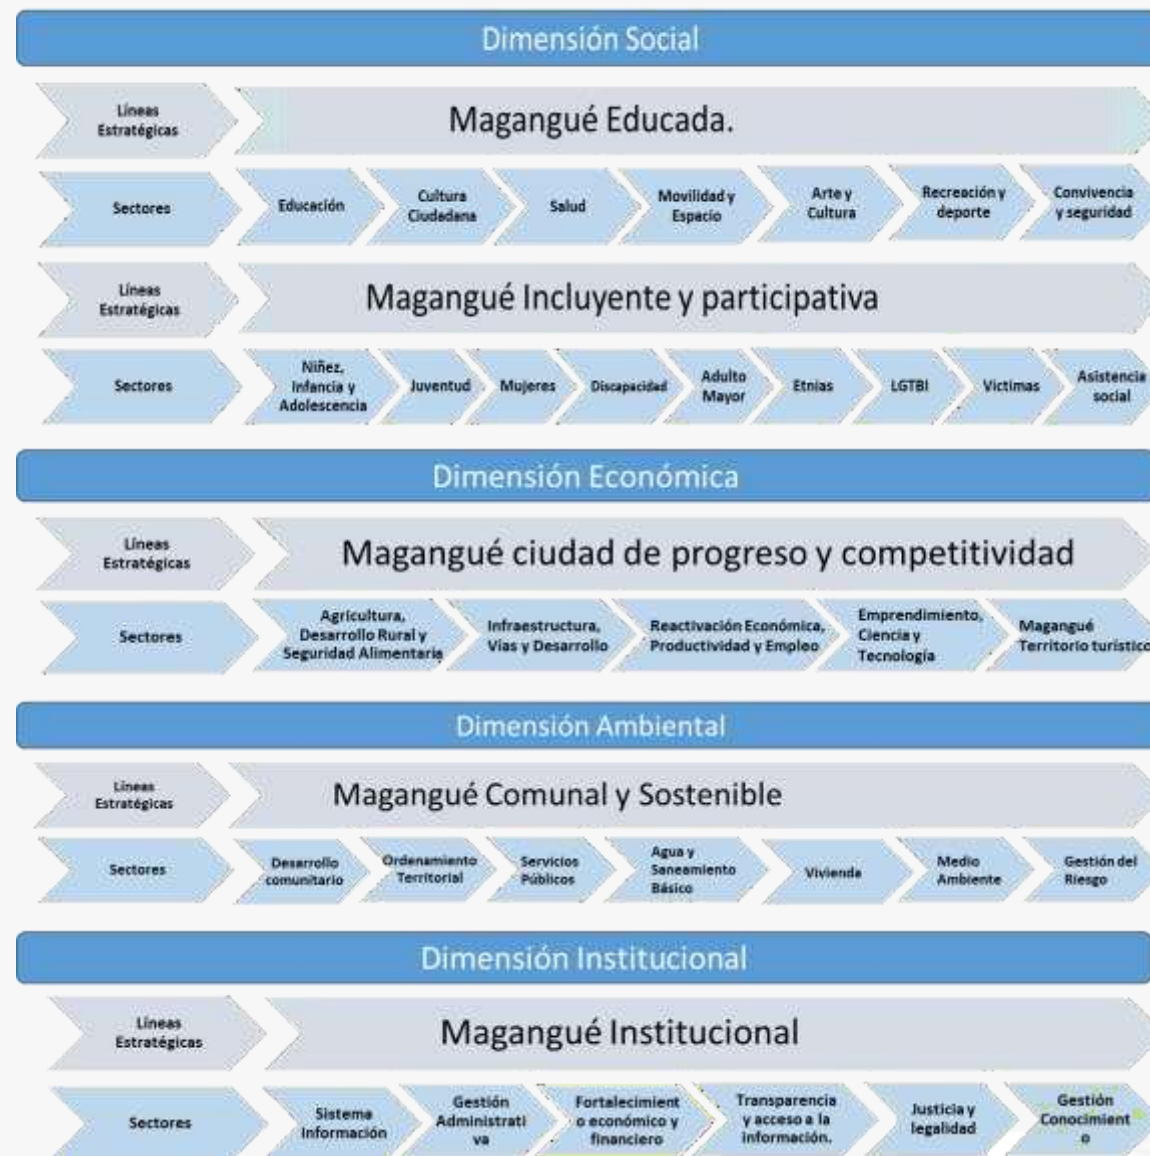 Dimensión Social
Líneas
Estratégicas
Magangué Educada.
Sectores
Educación
Cultura
Ciudadana
Salud
Movilidad y
Espacio
Arte y
Cultura
Recreación y
deporte
Convivencia
y seguridad
Líneas
Estratégicas
Magangué Incluyente y participativa
Sectores
Niñez,
Infancia y
Adolescencia
Juventud
Mujeres
Discapacidad
Adulto
Mayor
Etnias
LGTBI
Victimas
Asistencia
social
Dimensión Económica
Líneas
Estratégicas
Magangué ciudad de progreso y competitividad
Sectores
Agricultura,
Desarrollo Rural y
Seguridad Alimentaria
Infraestructura,
Vías y Desarrollo
Reactivación Económica,
Productividad y Empleo
Emprendimiento,
Ciencia y
Tecnología
Magangué
Territorio turístico
Dimensión Ambiental
Líneas
Estratégicas
Magangué Comunal y Sostenible
Sectores
Desarrollo
comunitario
Ordenamiento
Territorial
Servicios
Públicos
Agua y
Saneamiento
Básico
Vivienda
Medio
Ambiente
Gestión del
Riesgo
Dimensión Institucional
Líneas
Estratégicas
Magangué Institucional
Sectores
Sistema
Información
Gestión
Administrati
va
Fortalecimient
o económico y
financiero
Transparencia
y acceso a la
información.
Justicia y
legalidad
Gestión
Conocimient
o